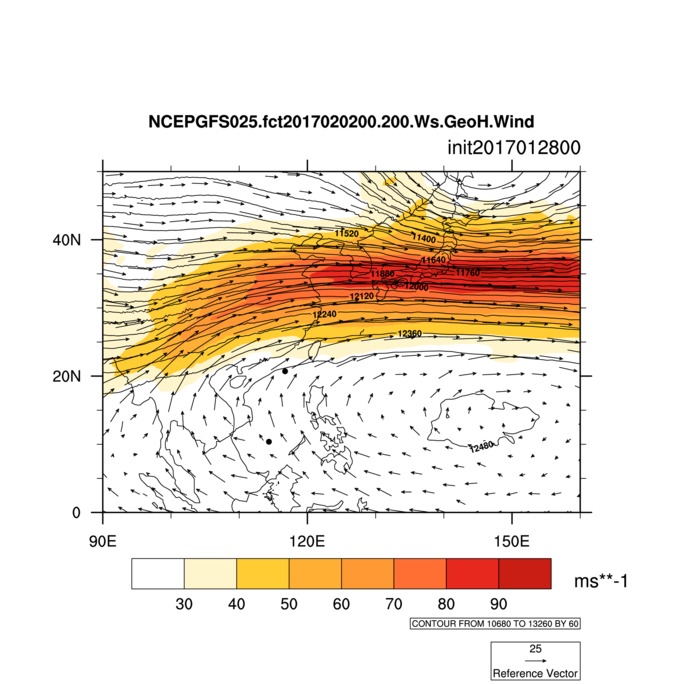 NCEPGFS025.fct2017020200.200.Ws.GeoH.Wind
init2017012800
40N
20N
0
11520
11400
11640
11880
11760
12000
12120
12240
12360
12480
90E
120E
150E
30
40
50
60
70
80
90
ms**-1
CONTOUR FROM 10680 TO 13260 BY 60
25
Reference Vector